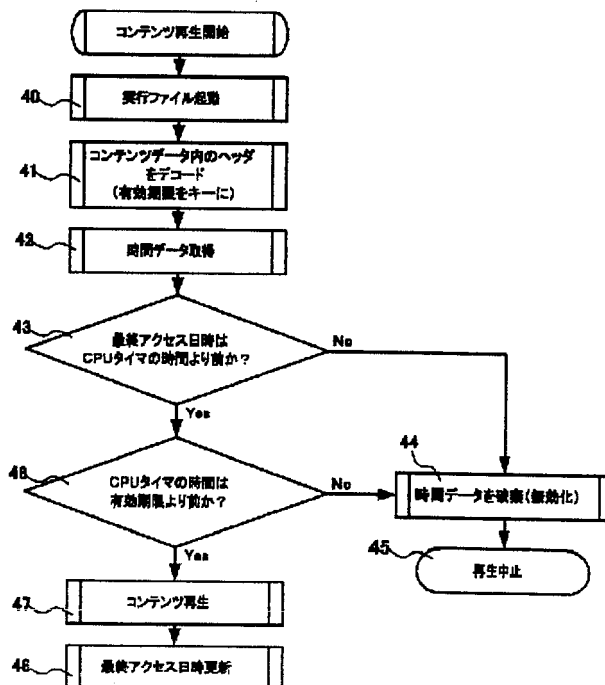 コンテンツ再生開始
40
実行ファイル起動
41
コンテンツデータ内のヘッダ
をデコード
(有効期限をキーに)
42
時間データ取得
43
最終アクセス日時は
CPUタイマの時間より前か?
No
Yes
46
CPUタイマの時間は
有効期限より前か?
No
Yes
44
時間データを破棄(無効化)
45
再生中止
47
コンテンツ再生
48
最終アクセス日時更新